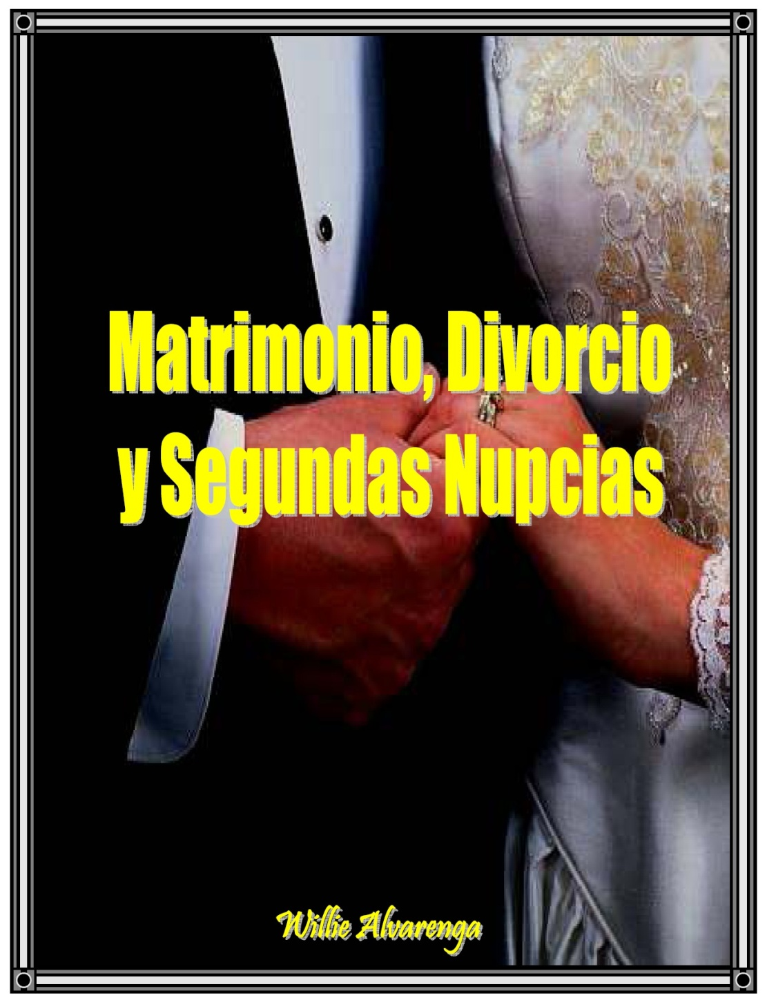 Matrimonio, Divorcio
y Segundas Nupcias
Willie Alvarenga